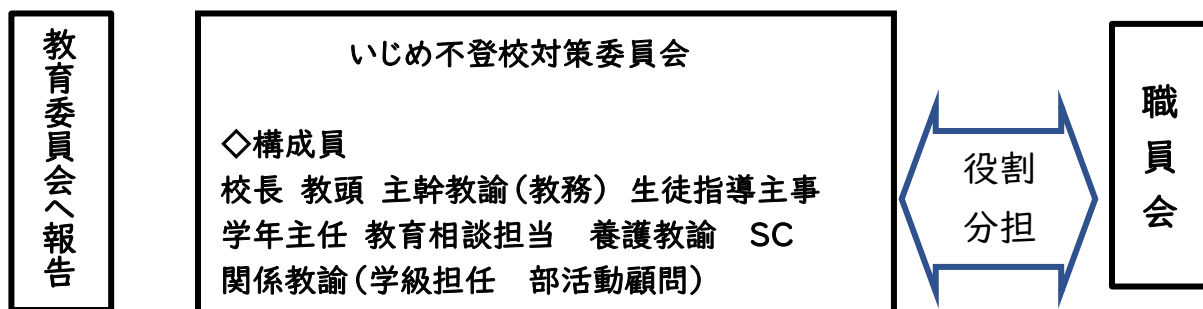 教育委員会へ報告
いじめ不登校対策委員会
◇構成員
校長 教頭 主幹教諭(教務) 生徒指導主事
学年主任 教育相談担当　養護教諭　SC
関係教諭(学級担任　部活動顧問)
役割
分担
職員会